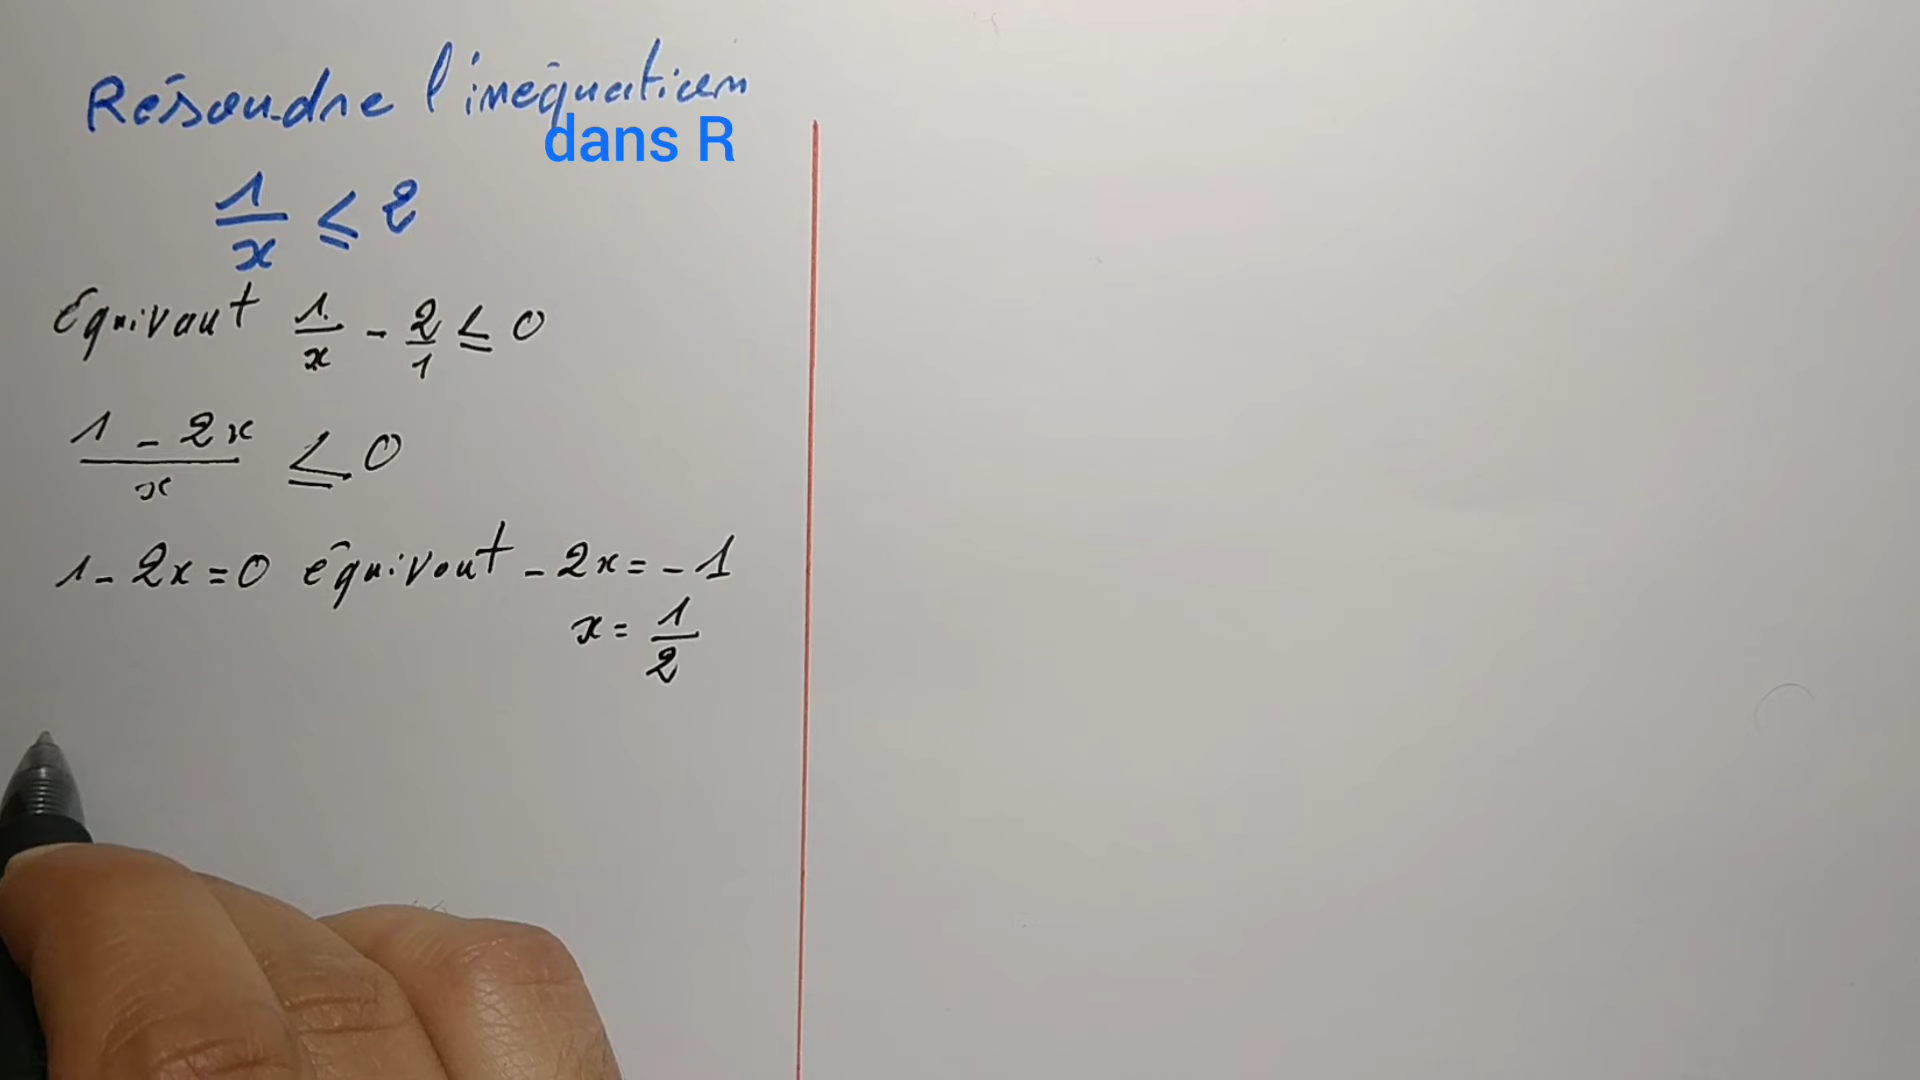 Résoudre l'inéquation
dans R
1/x ≤ 2
équivaut 1/x - 2/1 ≤ 0
(1 - 2x)/x ≤ 0
1 - 2x = 0 équivaut - 2x = - 1
x = 1/2